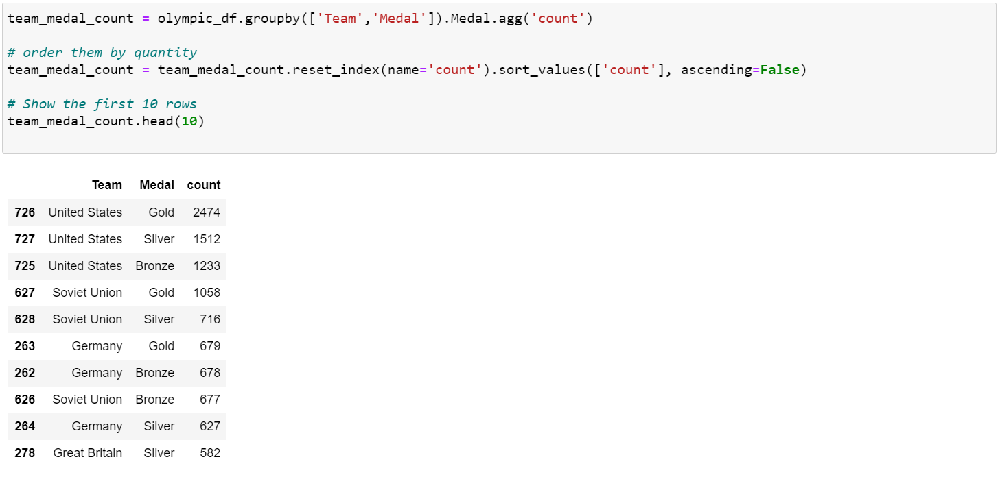 team_medal_count = olympic_df.groupby(['Team','Medal']).Medal.agg('count')
# order them by quantity
team_medal_count = team_medal_count.reset_index(name='count').sort_values(['count'], ascending=False)
# Show the first 10 rows
team_medal_count.head(10)
Team Medal count
726 United States Gold 2474
727 United States Silver 1512
725 United States Bronze 1233
627 Soviet Union Gold 1058
628 Soviet Union Silver 716
263 Germany Gold 679
262 Germany Bronze 678
626 Soviet Union Bronze 677
264 Germany Silver 627
278 Great Britain Silver 582